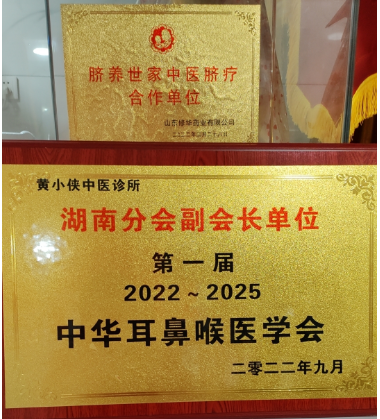 脐养世家中医脐疗
合作单位
黄小侠中医诊所
湖南分会副会长单位
第一届
2022~2025
中华耳鼻喉医学会
二零二二年九月